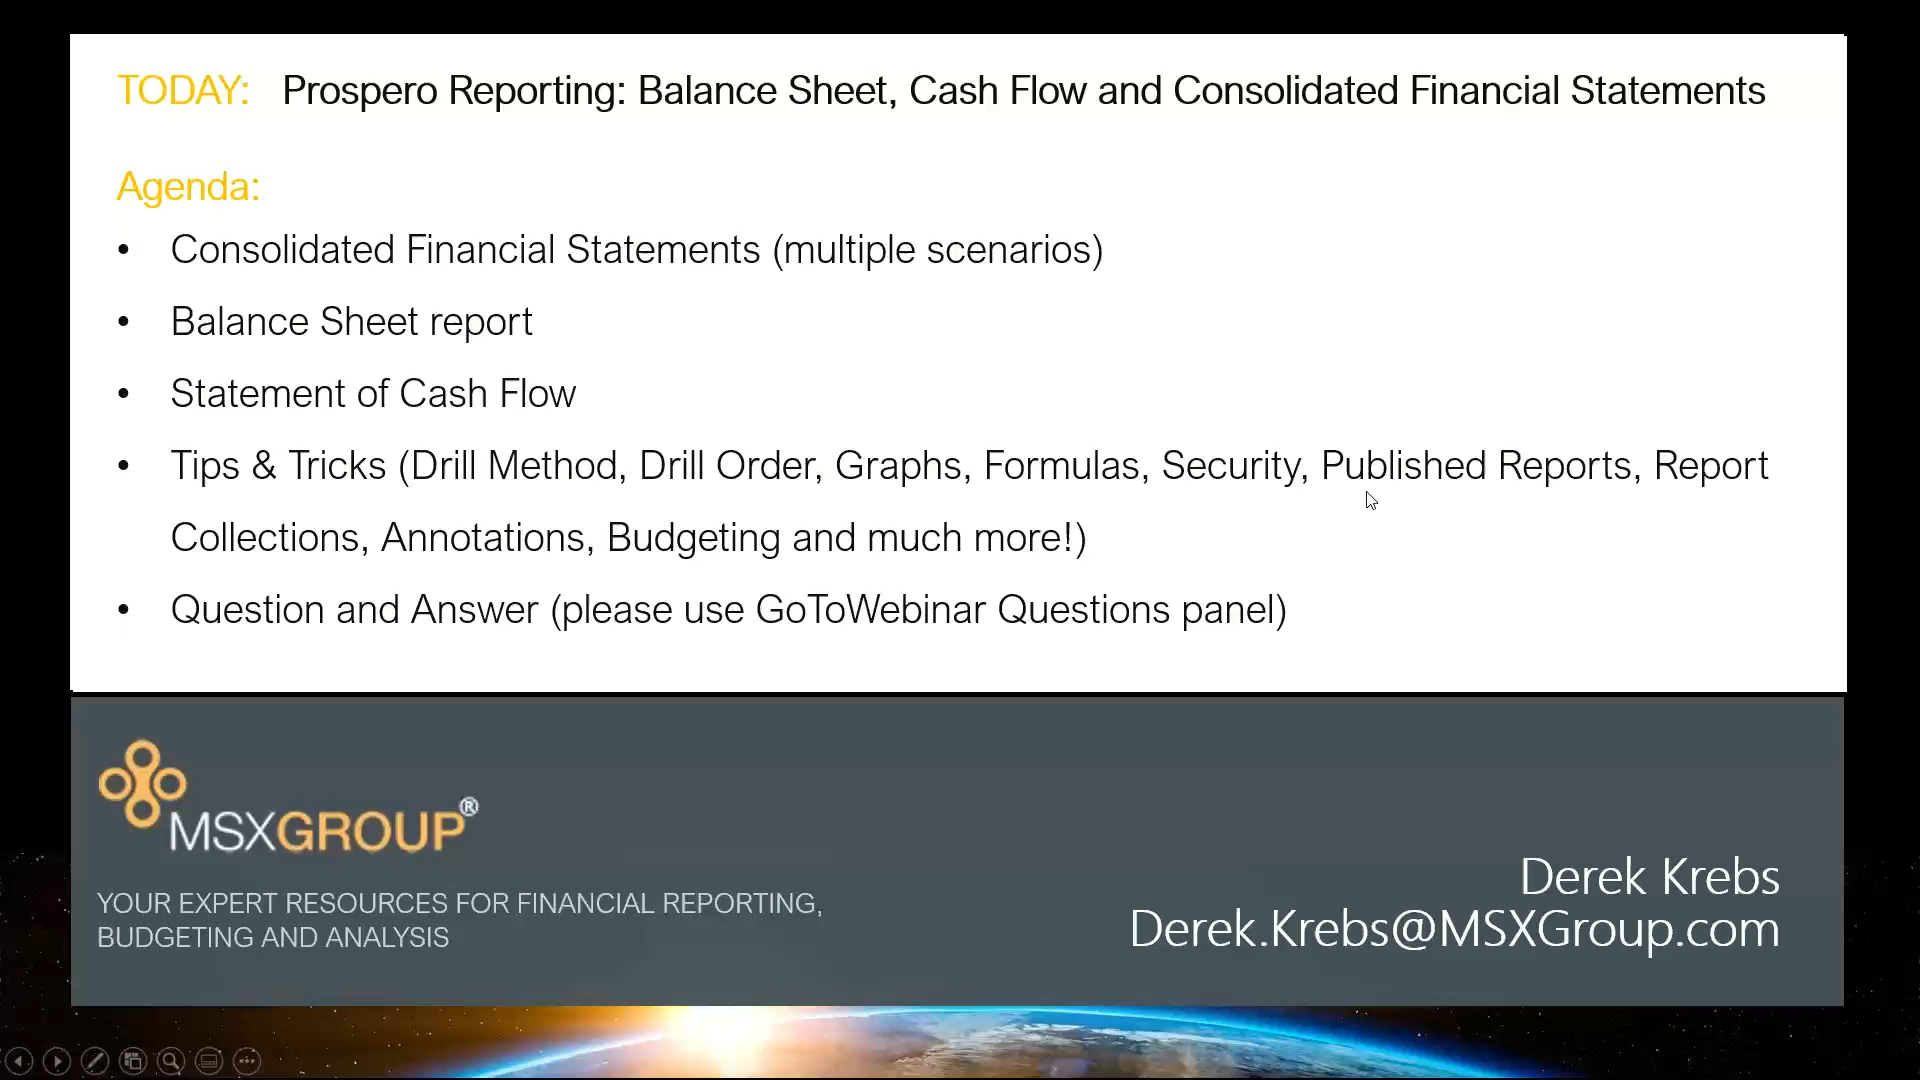 TODAY: Prospero Reporting: Balance Sheet, Cash Flow and Consolidated Financial Statements
Agenda:
• Consolidated Financial Statements (multiple scenarios)
• Balance Sheet report
• Statement of Cash Flow
• Tips & Tricks (Drill Method, Drill Order, Graphs, Formulas, Security, Published Reports, Report
Collections, Annotations, Budgeting and much more!)
• Question and Answer (please use GoToWebinar Questions panel)
MSXGROUP®
YOUR EXPERT RESOURCES FOR FINANCIAL REPORTING,
BUDGETING AND ANALYSIS
Derek Krebs
Derek.Krebs@MSXGroup.com